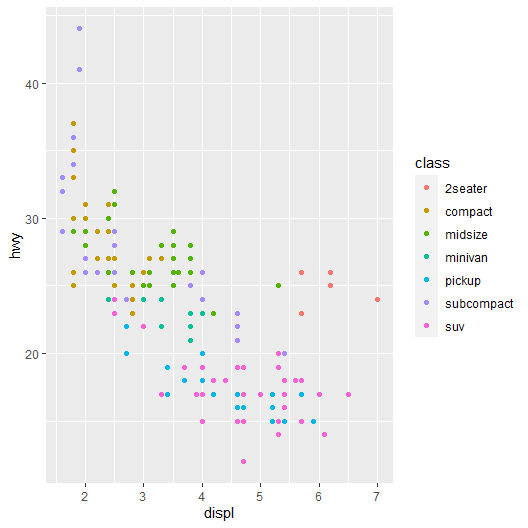 hwy
40
30
20
2
3
4
5
6
7
displ
class
2seater
compact
midsize
minivan
pickup
subcompact
suv